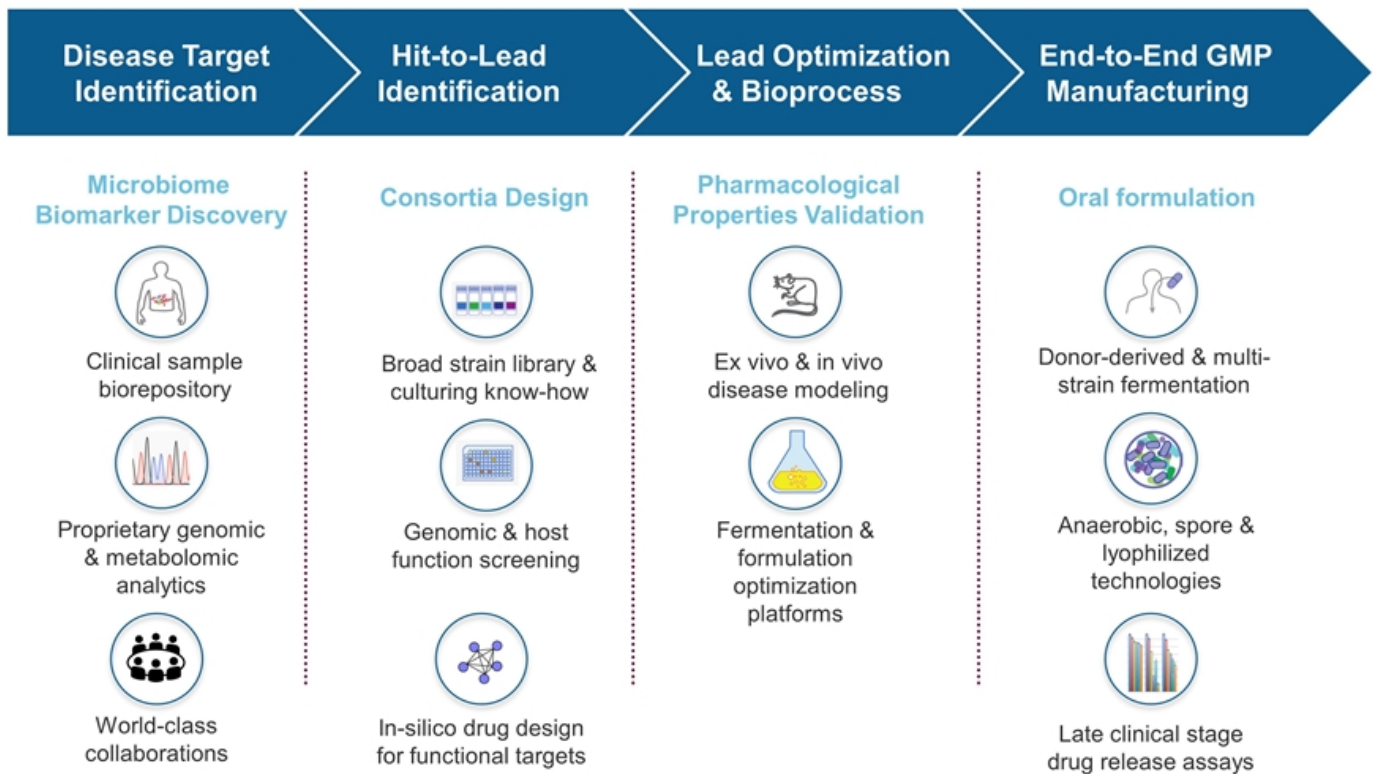 Disease Target
Identification
Hit-to-Lead
Identification
Lead Optimization
& Bioprocess
End-to-End GMP
Manufacturing
Microbiome
Biomarker Discovery
Clinical sample
biorepository
Proprietary genomic
& metabolomic
analytics
World-class
collaborations
Consortia Design
Broad strain library &
culturing know-how
Genomic & host
function screening
In-silico drug design
for functional targets
Pharmacological
Properties Validation
Ex vivo & in vivo
disease modeling
Fermentation &
formulation
optimization
platforms
Oral formulation
Donor-derived & multi-
strain fermentation
Anaerobic, spore &
lyophilized
technologies
Late clinical stage
drug release assays